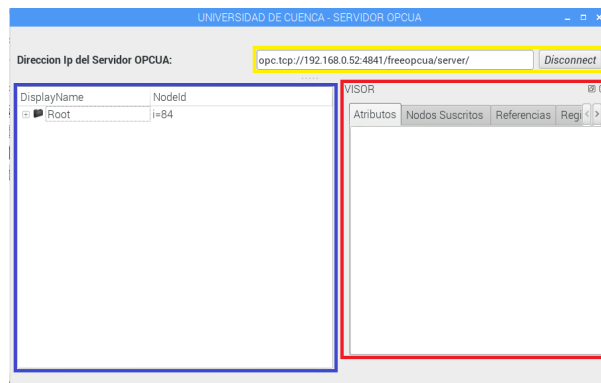 UNIVERSIDAD DE CUENCA - SERVIDOR OPCUA
Direccion Ip del Servidor OPCUA:
opc.tcp://192.168.0.52:4841/freeopcua/server/
Disconnect
DisplayName NodeId
Root i=84
VISOR
Atributos Nodos Suscritos Referencias Regi